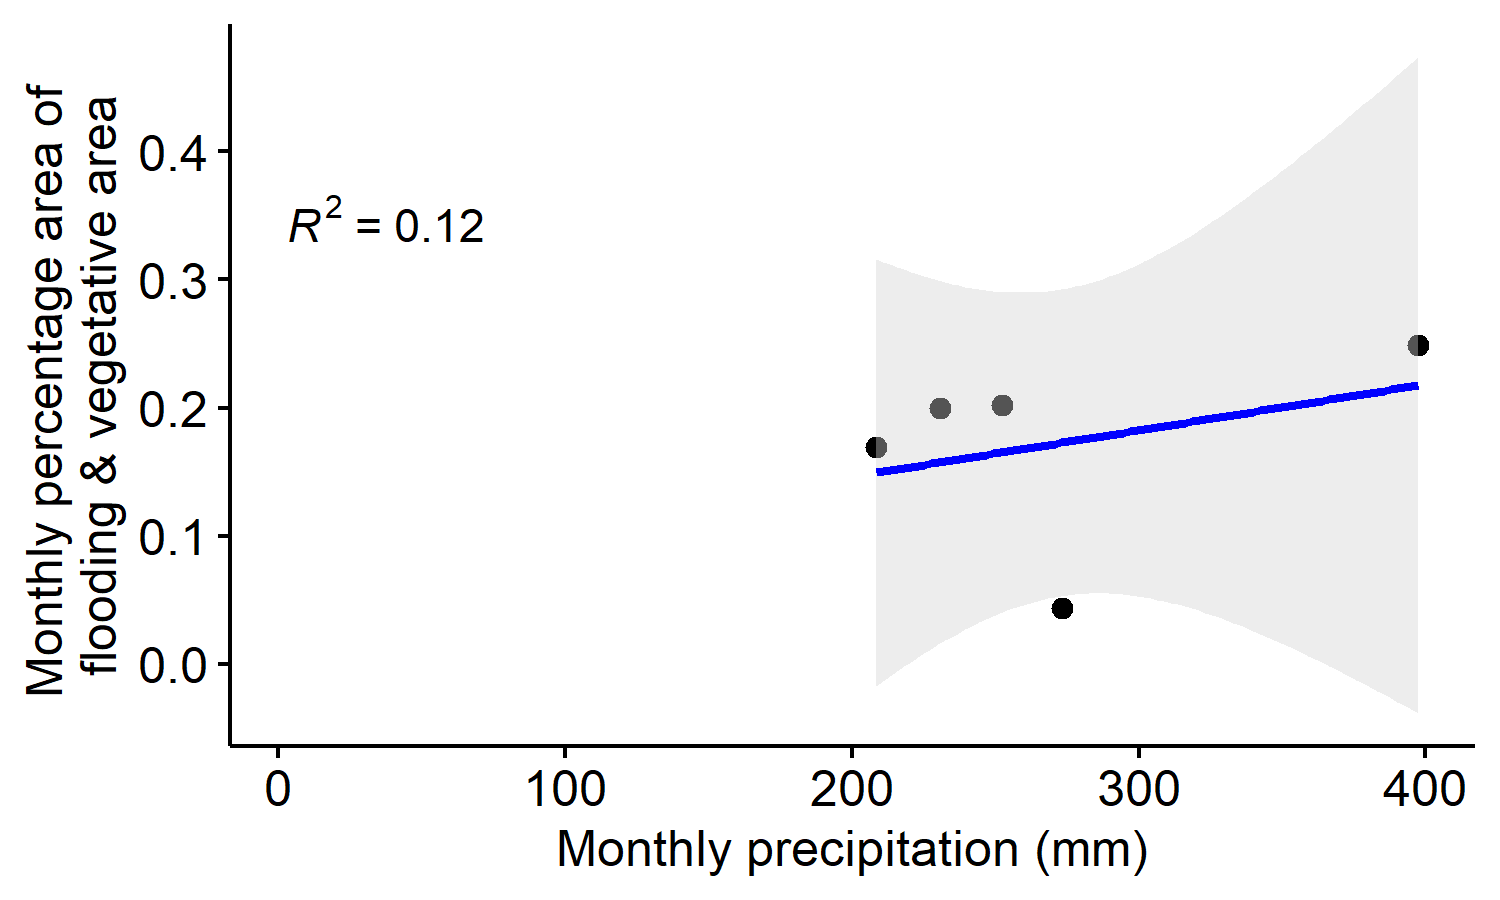 Monthly percentage area of
flooding & vegetative area
0.4
0.3
0.2
0.1
0.0
R² = 0.12
0 100 200 300 400
Monthly precipitation (mm)